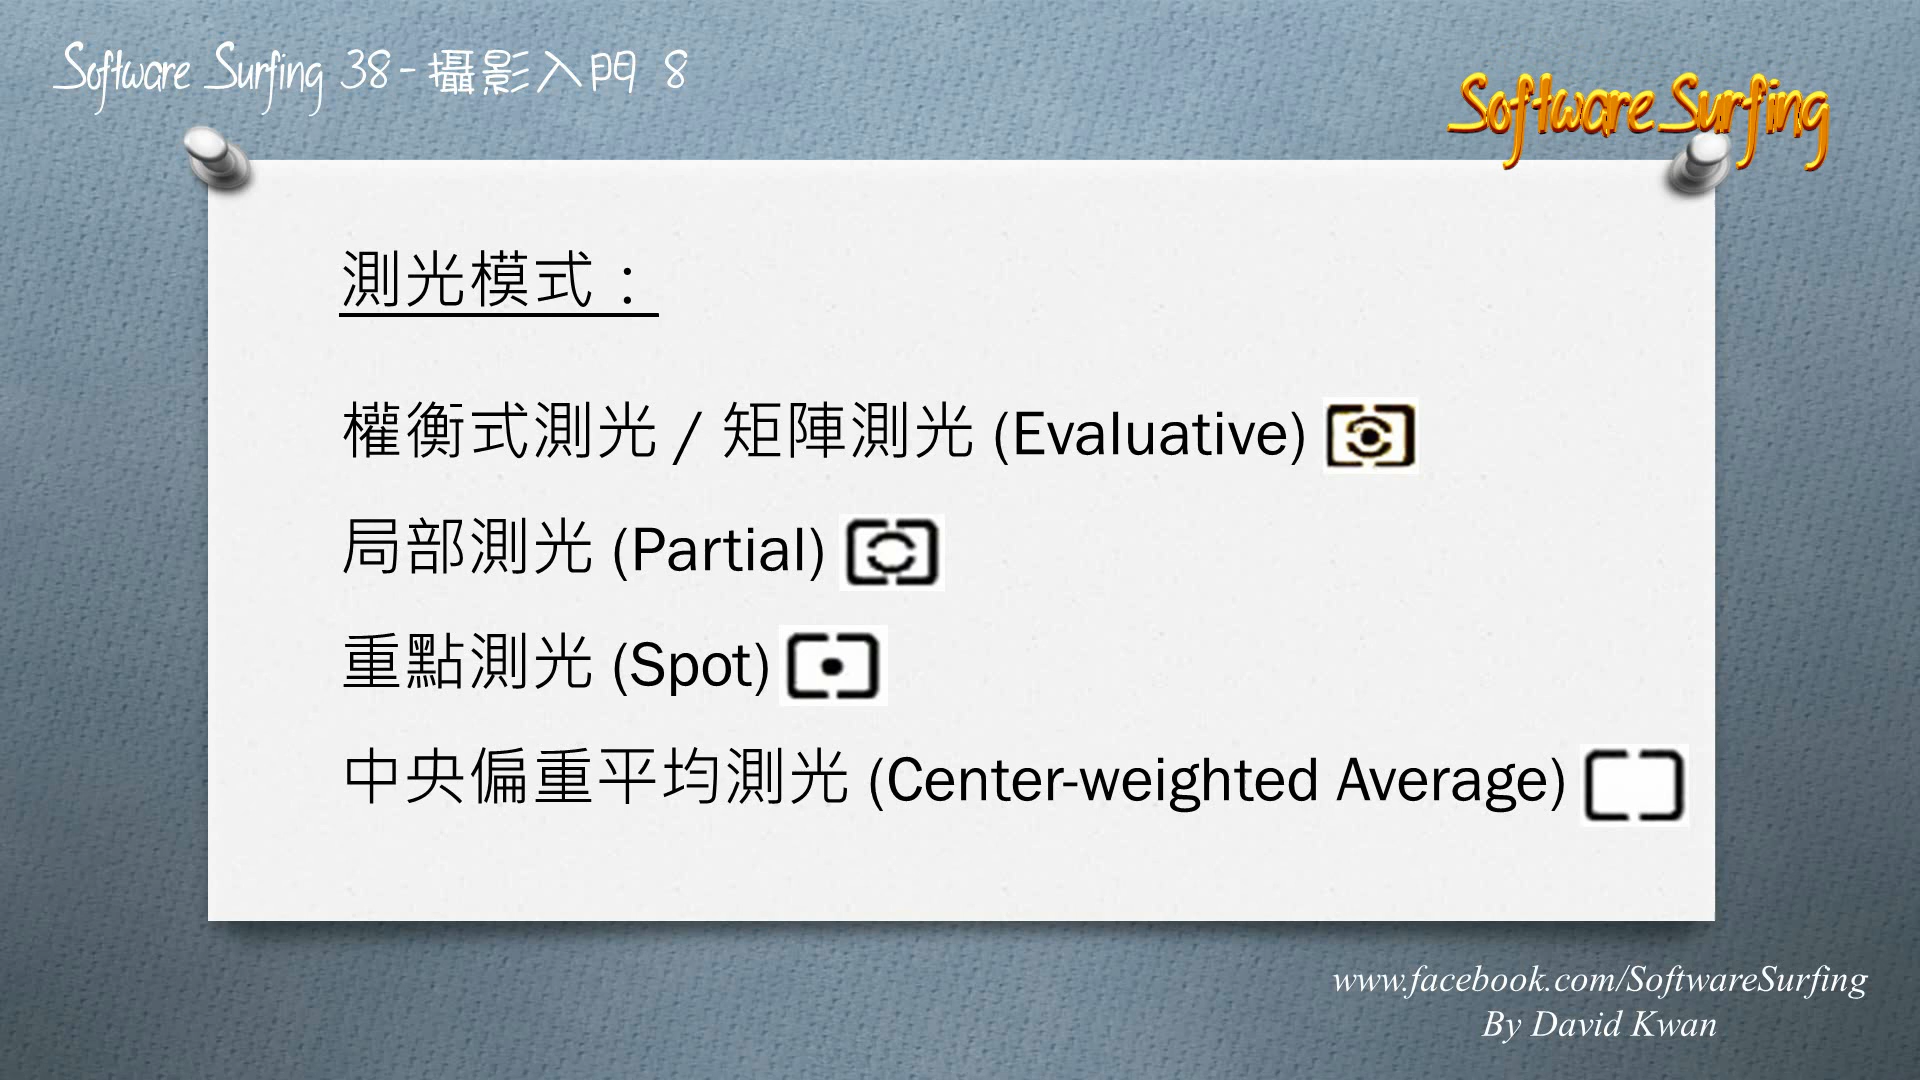 Software Surfing 38-攝影入門 8
Software Surfing
測光模式：
權衡式測光 / 矩陣測光 (Evaluative)
局部測光 (Partial)
重點測光 (Spot)
中央偏重平均測光 (Center-weighted Average)
www.facebook.com/SoftwareSurfing
By David Kwan